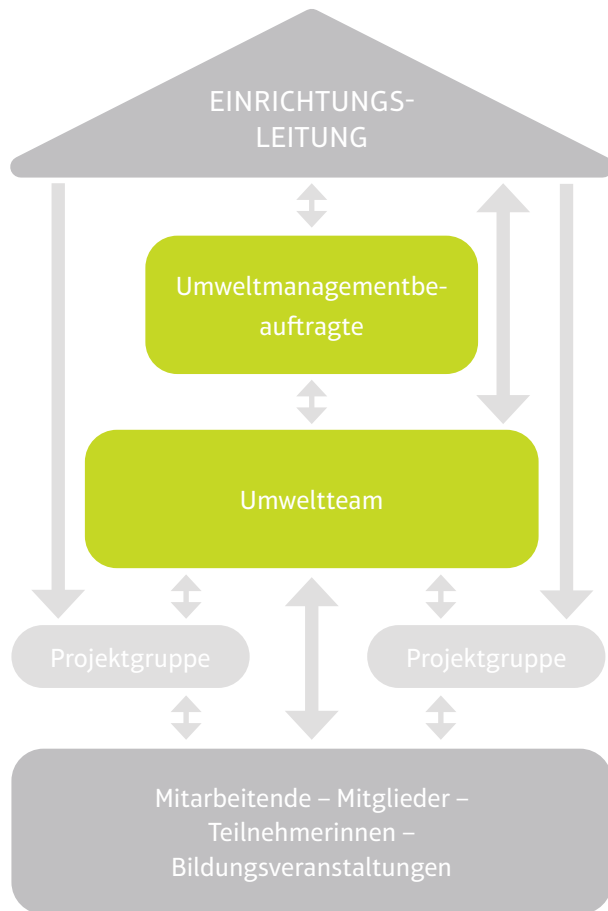 EINRICHTUNGS-
LEITUNG
Umweltmanagementbe-
auftragte
Umweltteam
Projektgruppe
Projektgruppe
Mitarbeitende – Mitglieder –
Teilnehmerinnen –
Bildungsveranstaltungen